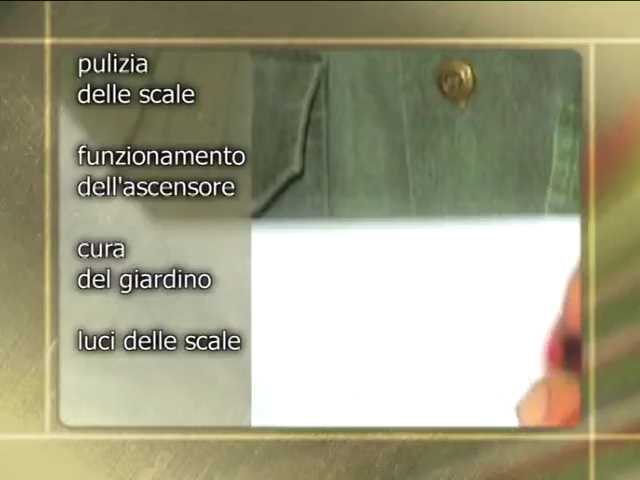 pulizia
delle scale
funzionamento
dell'ascensore
cura
del giardino
luci delle scale